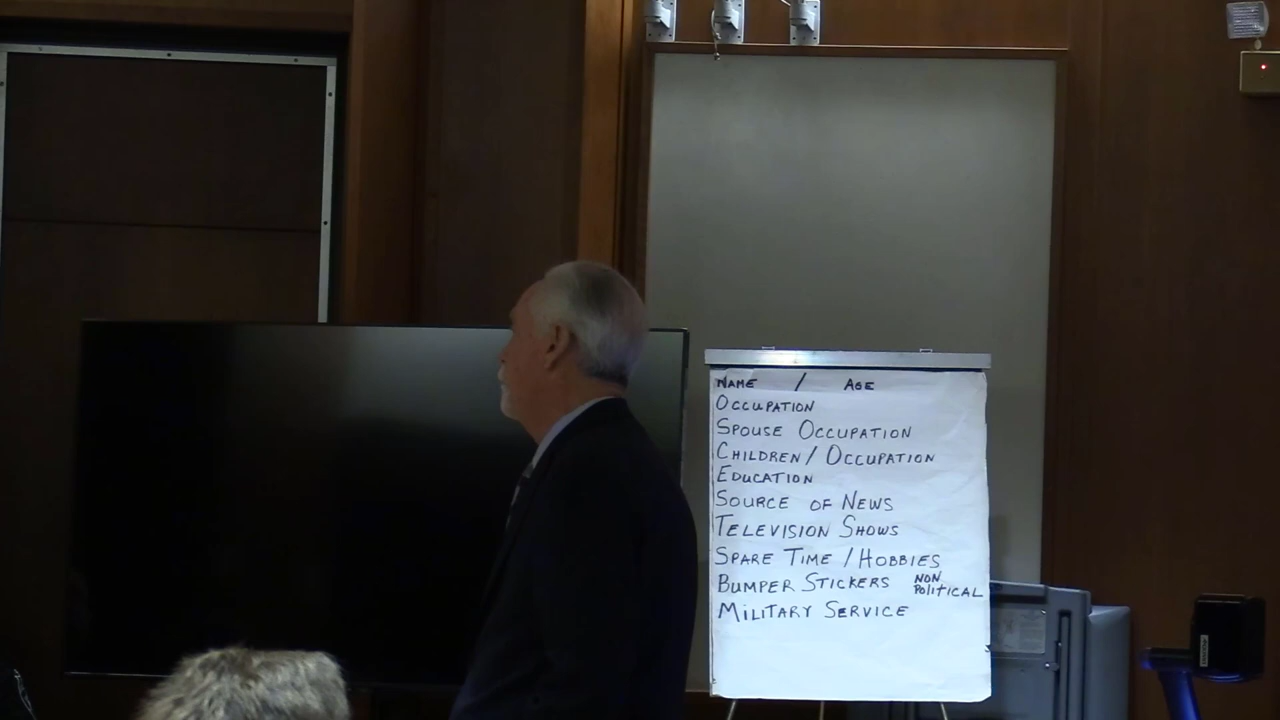 NAME / AGE
OCCUPATION
SPOUSE OCCUPATION
CHILDREN / OCCUPATION
EDUCATION
SOURCE OF NEWS
TELEVISION SHOWS
SPARE TIME / HOBBIES
BUMPER STICKERS NON POLITICAL
MILITARY SERVICE